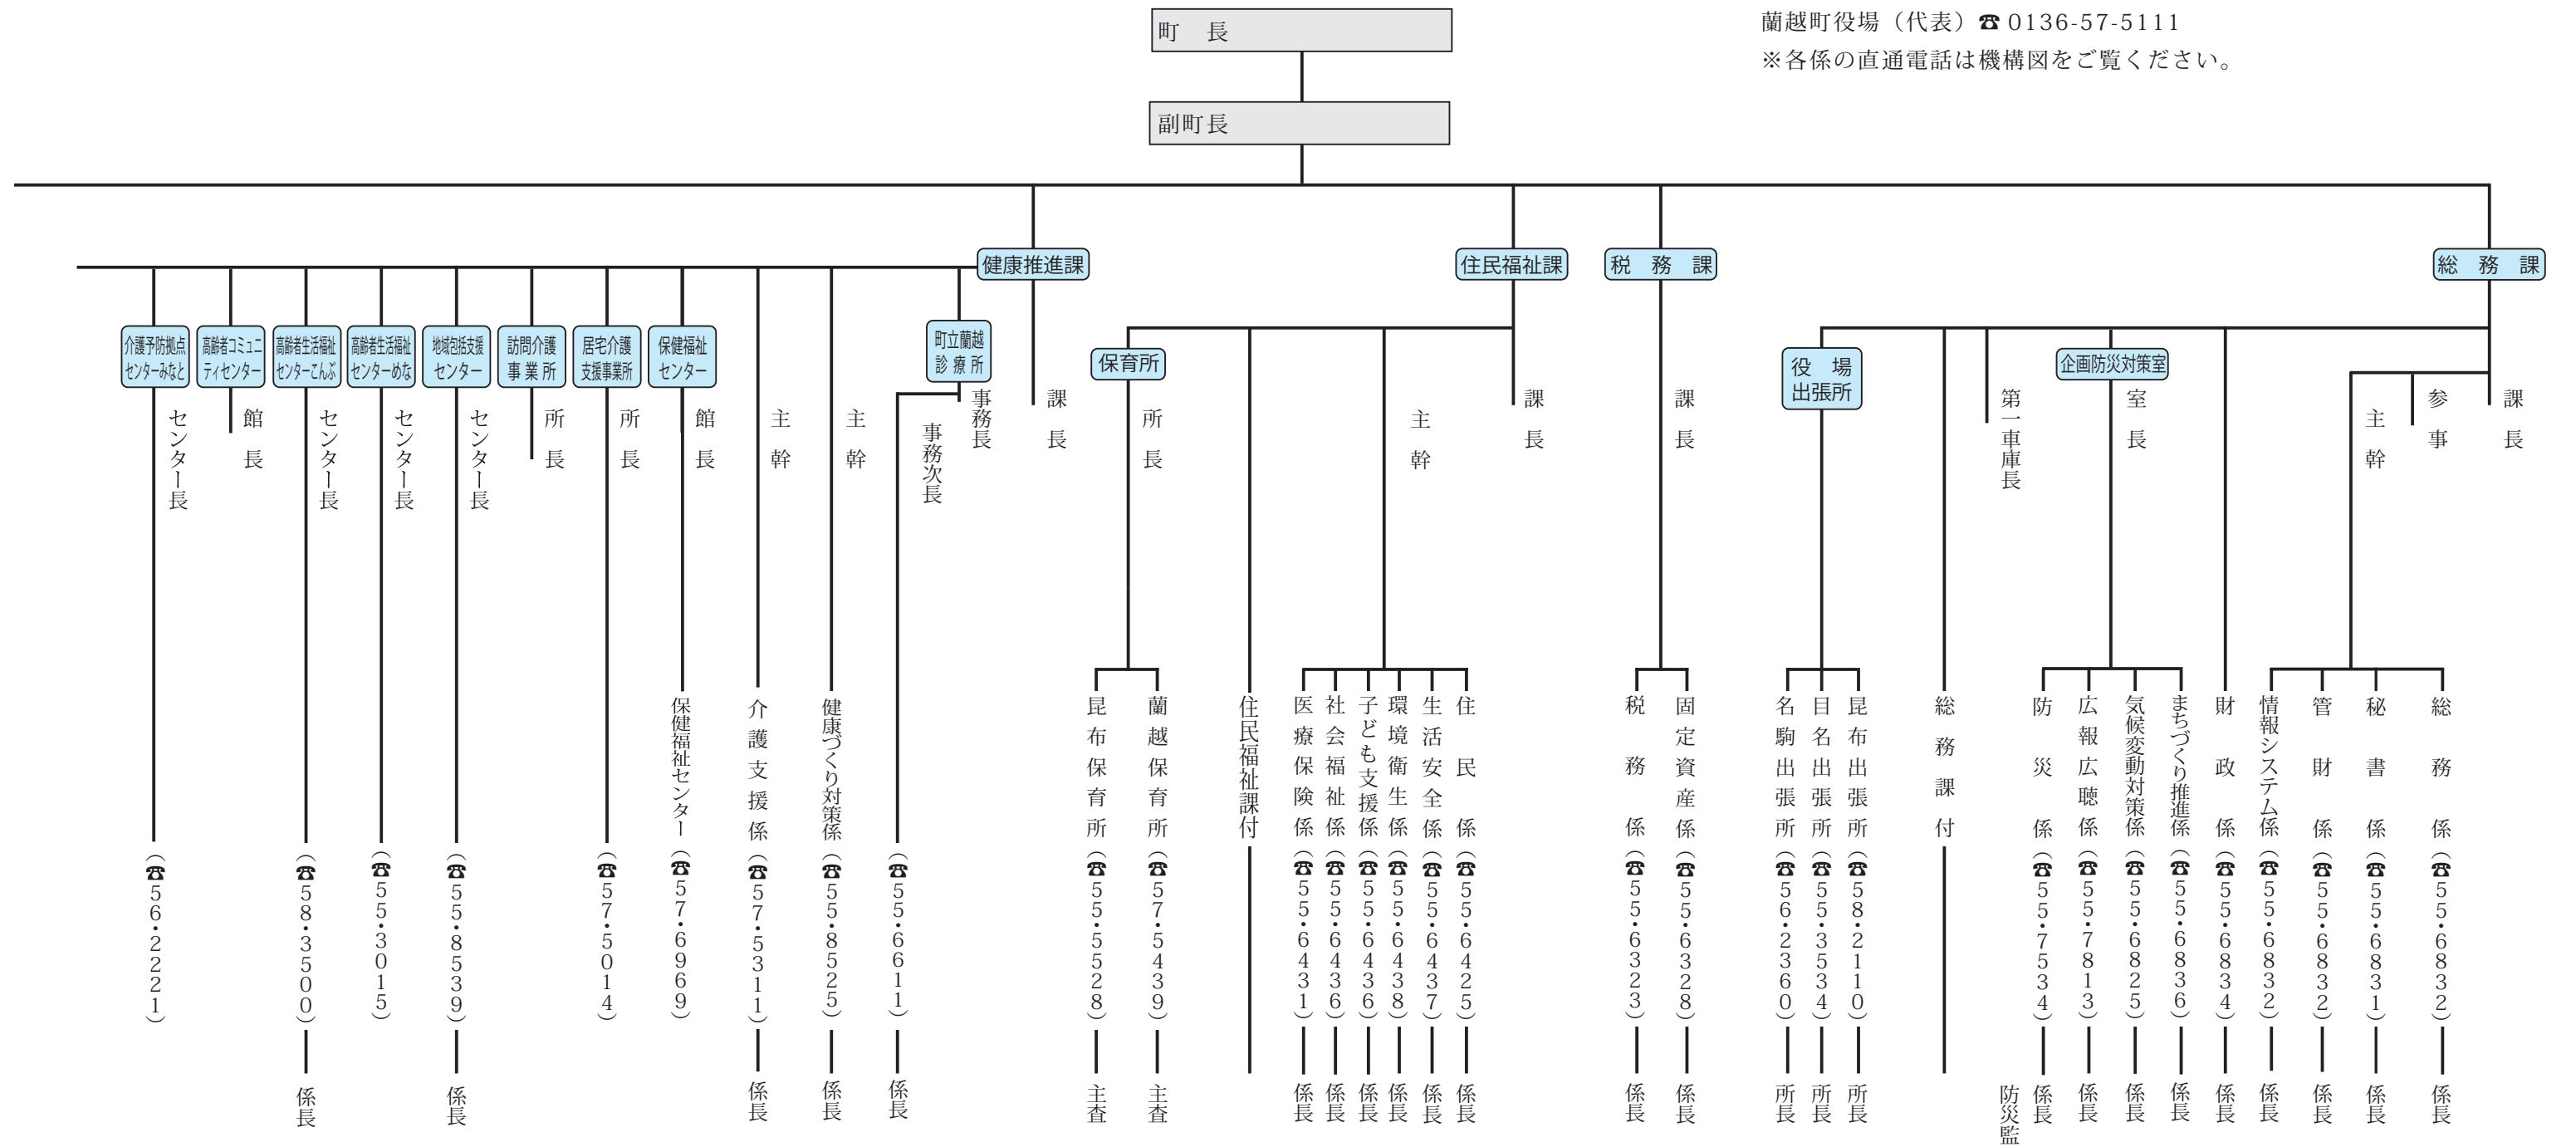 蘭越町役場（代表）☎ 0136-57-5111
※各係の直通電話は機構図をご覧ください。
町　長
副町長
総　務　課
税　務　課
住民福祉課
健康推進課
課長
参事
主幹
総務係（☎55・6832）
係長
秘書係（☎55・6831）
係長
管財係（☎55・6832）
係長
情報システム係（☎55・6832）
係長
財政係（☎55・6834）
係長
企画防災対策室
室長
まちづくり推進係（☎55・6836）
係長
気候変動対策係（☎55・6825）
係長
広報広聴係（☎55・7813）
係長
防災係（☎55・7534）
係長
防災監
第一車庫長
総務課付
役　場
出張所
昆布出張所（☎58・2110）
所長
目名出張所（☎55・3534）
所長
名駒出張所（☎56・2360）
所長
課長
固定資産係（☎55・6328）
係長
税務係（☎55・6323）
係長
課長
主幹
住民係（☎55・6425）
係長
生活安全係（☎55・6437）
係長
環境衛生係（☎55・6438）
係長
子ども支援係（☎55・6436）
係長
社会福祉係（☎55・6436）
係長
医療保険係（☎55・6431）
係長
住民福祉課付
保育所
所長
蘭越保育所（☎57・5439）
主査
昆布保育所（☎55・5528）
主査
課長
町立蘭越
診療所
事務長
事務次長
（☎55・6611）
係長
主幹
健康づくり対策係（☎55・8525）
係長
主幹
介護支援係（☎57・5311）
係長
保健福祉
センター
館長
保健福祉センター（☎57・6969）
居宅介護
支援事業所
所長
（☎57・5014）
訪問介護
事業所
所長
地域包括支援
センター
センター長
（☎55・8539）
係長
高齢者生活福祉
センターめな
センター長
（☎55・3015）
高齢者生活福祉
センターこんぶ
センター長
（☎58・3500）
係長
高齢者コミュニ
ティセンター
館長
介護予防拠点
センターみなと
センター長
（☎56・2221）